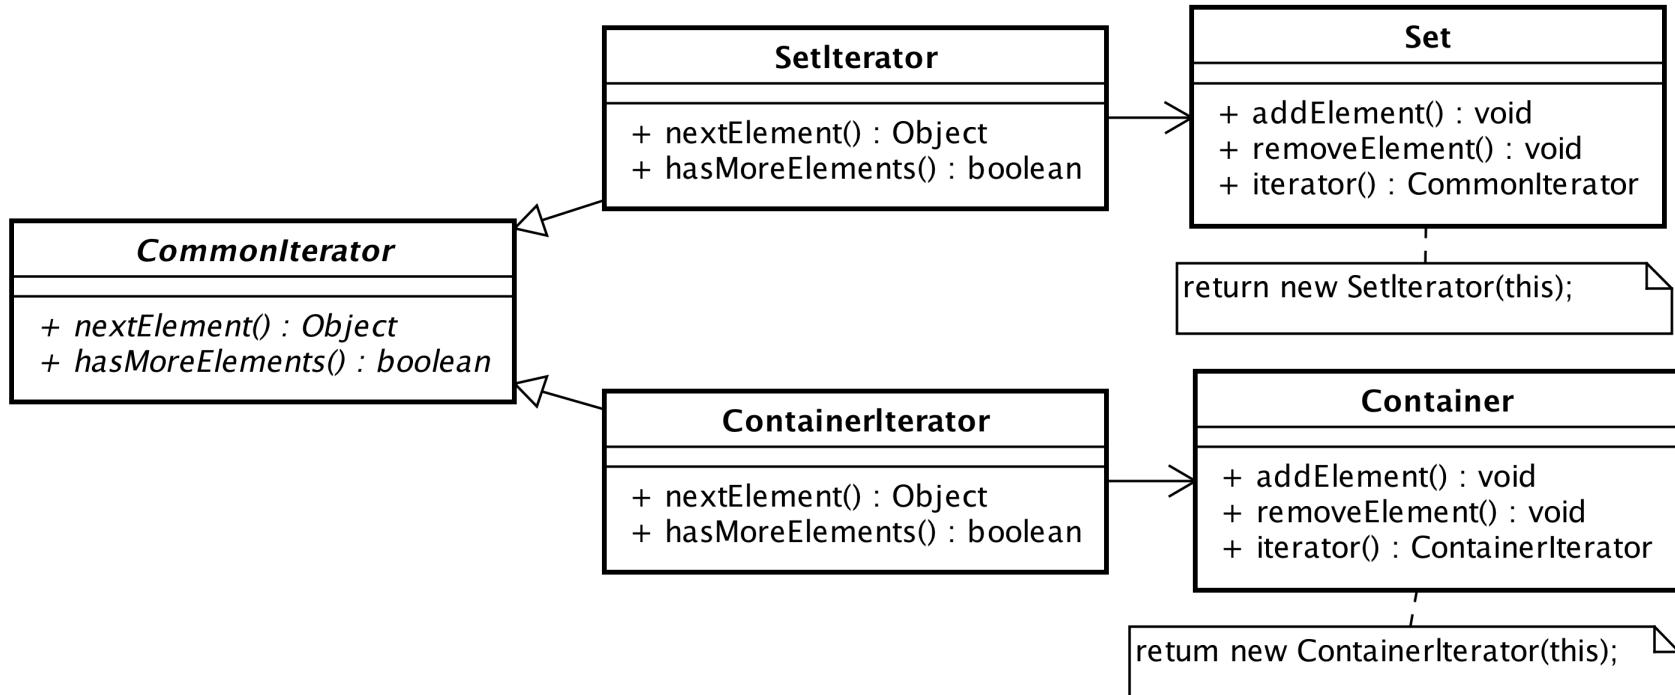 SetIterator
+ nextElement() : Object
+ hasMoreElements() : boolean
Set
+ addElement() : void
+ removeElement() : void
+ iterator() : CommonIterator
return new SetIterator(this);
CommonIterator
+ nextElement() : Object
+ hasMoreElements() : boolean
ContainerIterator
+ nextElement() : Object
+ hasMoreElements() : boolean
Container
+ addElement() : void
+ removeElement() : void
+ iterator() : ContainerIterator
retum new ContainerIterator(this);